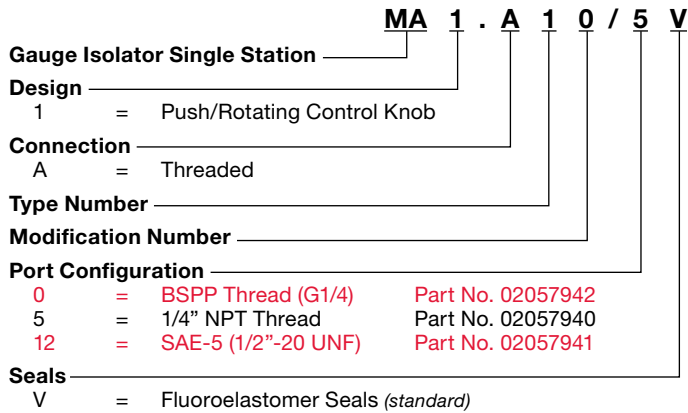 MA 1 . A 1 0 / 5 V
Gauge Isolator Single Station
Design
1 = Push/Rotating Control Knob
Connection
A = Threaded
Type Number
Modification Number
Port Configuration
0 = BSPP Thread (G1/4) Part No. 02057942
5 = 1/4” NPT Thread Part No. 02057940
12 = SAE-5 (1/2"-20 UNF) Part No. 02057941
Seals
V = Fluoroelastomer Seals (standard)